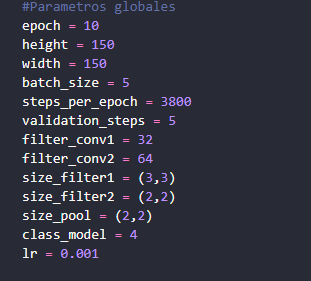 #Parametros globales
epoch = 10
height = 150
width = 150
batch_size = 5
steps_per_epoch = 3800
validation_steps = 5
filter_conv1 = 32
filter_conv2 = 64
size_filter1 = (3,3)
size_filter2 = (2,2)
size_pool = (2,2)
class_model = 4
lr = 0.001